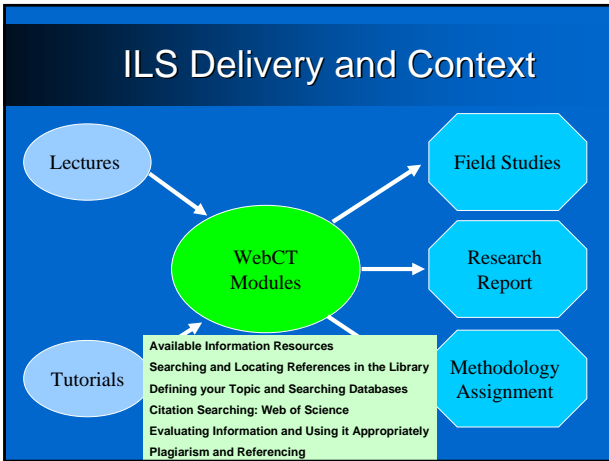 ILS Delivery and Context
Lectures
Field Studies
WebCT
Modules
Research
Report
Tutorials
Available Information Resources
Searching and Locating References in the Library
Defining your Topic and Searching Databases
Citation Searching: Web of Science
Evaluating Information and Using it Appropriately
Plagiarism and Referencing
Methodology
Assignment